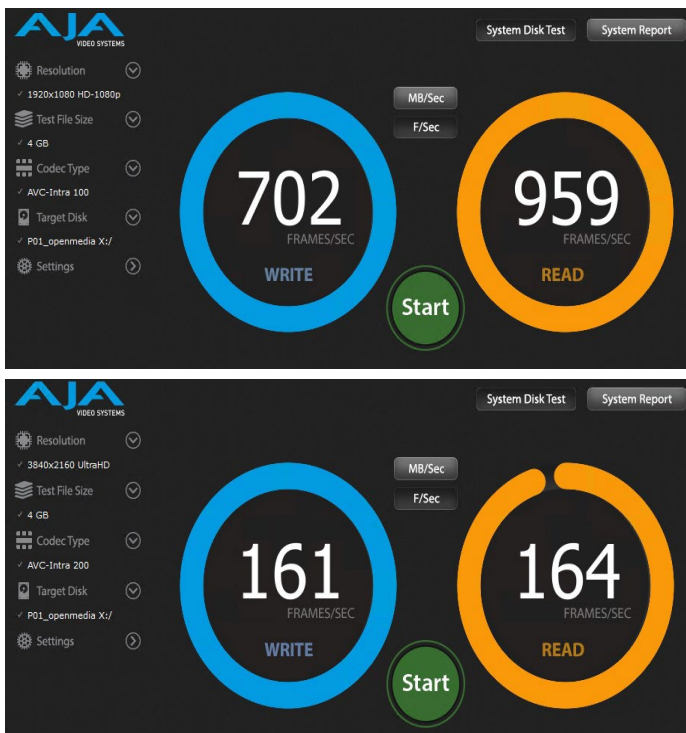 AJA
VIDEO SYSTEMS
System Disk Test
System Report
Resolution
✓ 1920x1080 HD-1080p
Test File Size
✓ 4 GB
Codec Type
✓ AVC-Intra 100
Target Disk
✓ P01_openmedia X:/
Settings
MB/Sec
F/Sec
702
FRAMES/SEC
WRITE
959
FRAMES/SEC
READ
Start
AJA
VIDEO SYSTEMS
System Disk Test
System Report
Resolution
✓ 3840x2160 UltraHD
Test File Size
✓ 4 GB
Codec Type
✓ AVC-Intra 200
Target Disk
✓ P01_openmedia X:/
Settings
MB/Sec
F/Sec
161
FRAMES/SEC
WRITE
164
FRAMES/SEC
READ
Start